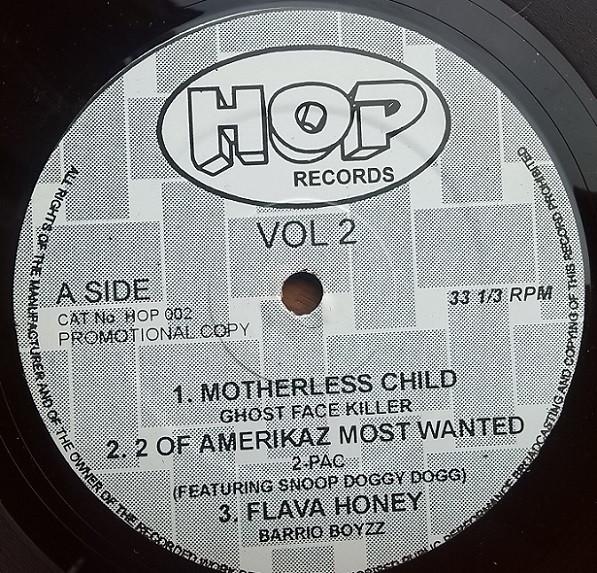 HOP
RECORDS
VOL 2
A SIDE
CAT No. HOP 002
PROMOTIONAL COPY
33 1/3 RPM
1. MOTHERLESS CHILD
GHOST FACE KILLER
2. 2 OF AMERIKAZ MOST WANTED
2-PAC
(FEATURING SNOOP DOGGY DOGG)
3. FLAVA HONEY
BARRIO BOYZZ
ALL RIGHTS OF THE MANUFACTURER AND OF THE OWNER OF THE RECORDED WORK PUBLIC PERFORMANCE BROADCASTING AND COPYING OF THIS RECORD PROHIBITED